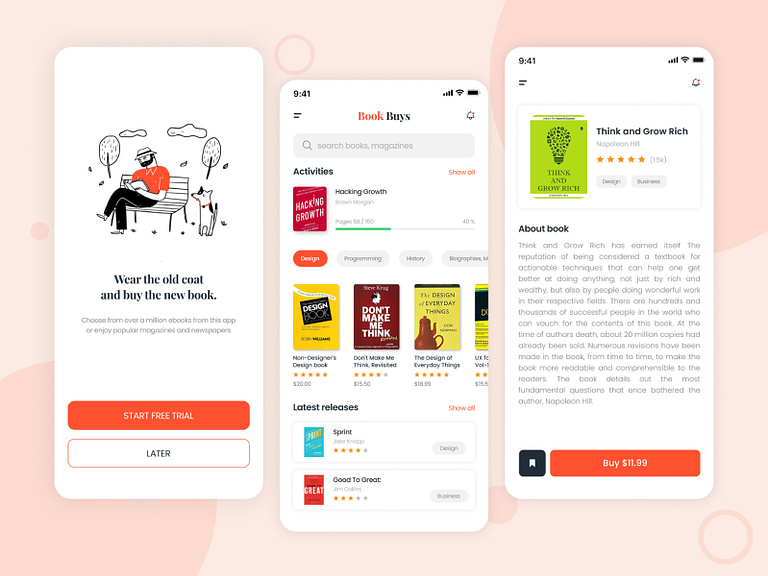 Wear the old coat
and buy the new book.
Choose from over a million ebooks from this app
or enjoy popular magazines and newspapers
START FREE TRIAL
LATER
9:41
Book Buys
search books, magazines
Activities
Show all
HACKING
GROWTH
Hacking Growth
Brown Morgan
Pages 58 / 150
40 %
Design
Programming
History
Biographies, M
DESIGN
BOOK
ROBIN WILLIAMS
Steve Krug
DON'T
MAKE
ME
THINK
Revisited
The DESIGN
of EVERYDAY
THINGS
DON
NORMAN
Non-Designer's
Design book
$20.00
Don't Make Me
Think, Revisited
$15.50
The Design of
Everyday Things
$18.99
UX fo
Vol-1
$15.5
Latest releases
Show all
SPRINT
Sprint
Jake Knapp
Design
GREAT
Good To Great:
Jim Collins
Business
9:41
THINK
AND
GROW RICH
Think and Grow Rich
Napoleon Hill
(1.5k)
Design
Business
About book
Think and Grow Rich has earned itself The
reputation of being considered a textbook for
actionable techniques that can help one get
better at doing anything, not just by rich and
wealthy, but also by people doing wonderful work
in their respective fields. There are hundreds and
thousands of successful people in the world who
can vouch for the contents of this book. At the
time of authors death, about 20 million copies had
already been sold. Numerous revisions have been
made in the book, from time to time, to make the
book more readable and comprehensible to the
readers. The book details out the most
fundamental questions that once bothered the
author, Napoleon Hill.
Buy $11.99